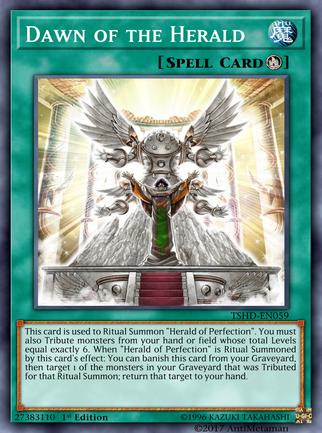 Dawn of the Herald
[Spell Card]
TSHD-EN059
This card is used to Ritual Summon "Herald of Perfection". You must
also Tribute monsters from your hand or field whose total Levels
equal exactly 6. When "Herald of Perfection" is Ritual Summoned
by this card's effect: You can banish this card from your Graveyard,
then target 1 of the monsters in your Graveyard that was Tributed
for that Ritual Summon; return that target to your hand.
27383110 1st Edition ©1996 KAZUKI TAKAHASHI
©2017 AntiMetaman